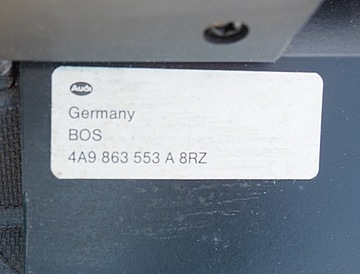 Audi
Germany
BOS
4A9 863 553 A 8RZ